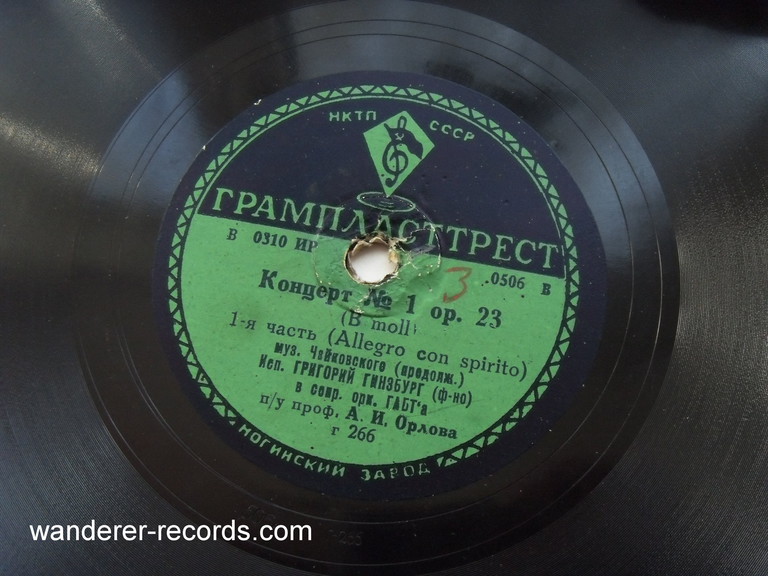 НКТП СССР
ГРАМПЛАСТТРЕСТ
В 0310 ИР 3 0506 В
Концерт № 1 ор. 23
(B moll)
1-я часть (Allegro con spirito)
муз. Чайковского (продолж.)
Исп. ГРИГОРИЙ ГИНЗБУРГ (ф-но)
в сопр. орк. ГАБТ'а
п/у проф. А. И. Орлова
г 266
НОГИНСКИЙ ЗАВОД
wanderer-records.com